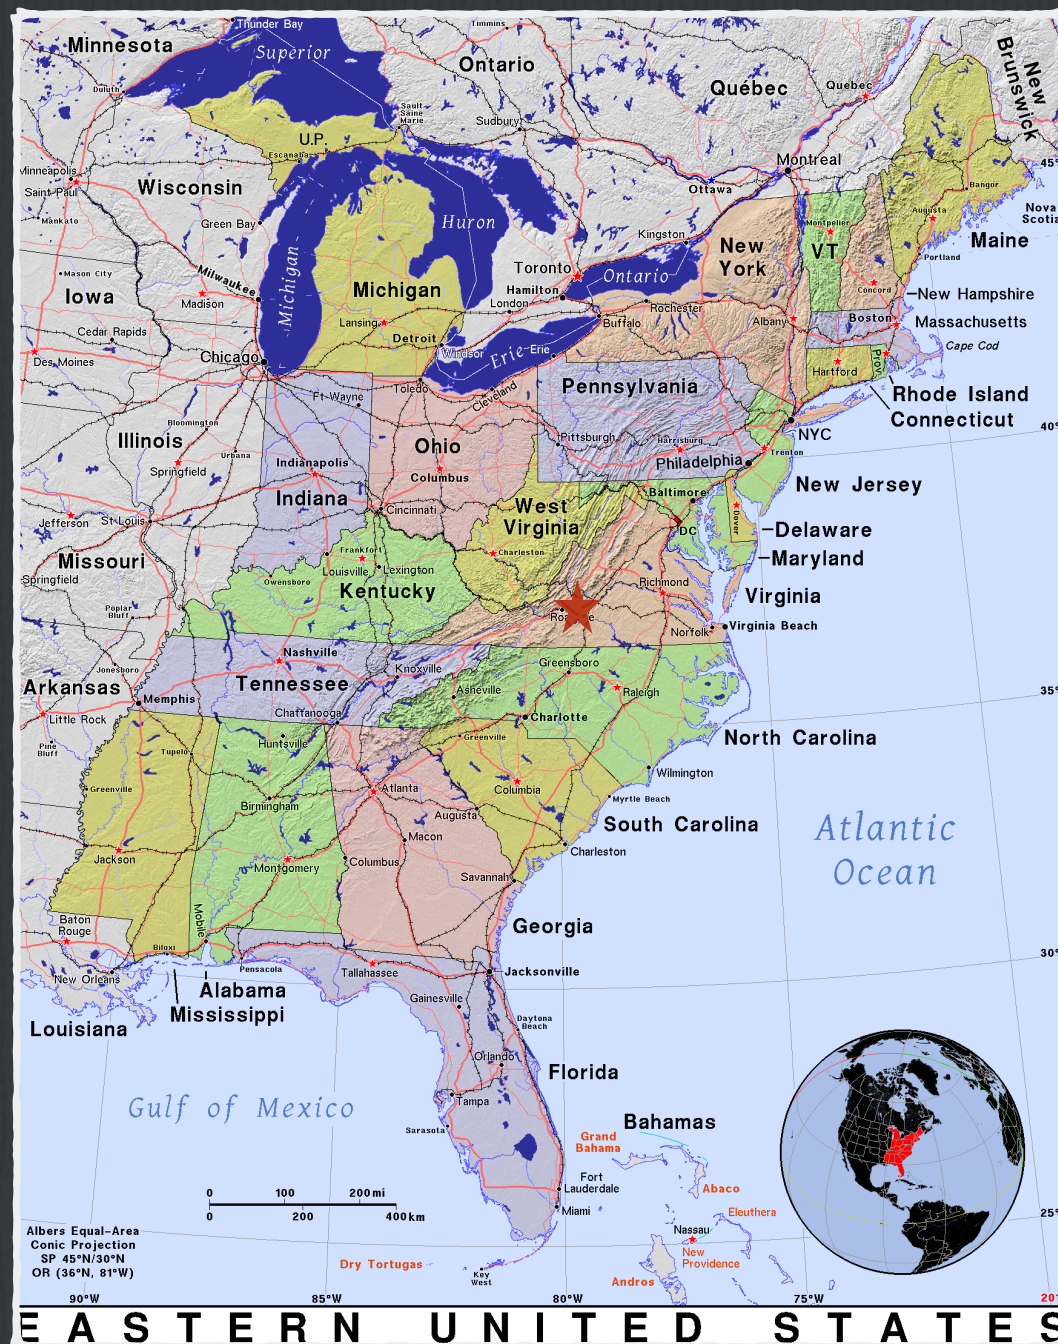 Thunder Bay
Timmins
Minnesota
Superior
Ontario
Québec
Quebec
New
Brunswick
Duluth
Sault
Saine
Marie
Sudbury
U.P.
Escanaba
Montreal
45°
Minneapolis
Saint Paul
Wisconsin
Ottawa
Bangor
Mankato
Green Bay
Huron
Kingston
Montpelier
Augusta
Nova
Scotia
New
York
VT
Maine
Portland
Mason City
Milwaukee
Michigan
Toronto
Ontario
Iowa
Madison
Michigan
Hamilton
London
Rochester
Concord
New Hampshire
Lansing
Buffalo
Albany
Boston
Massachusetts
Cedar Rapids
Detroit
Windsor
Erie
Erie
Cape Cod
Des Moines
Chicago
Hartford
Prov.
Toledo
Cleveland
Pennsylvania
Rhode Island
Connecticut
Ft Wayne
Bloomington
Illinois
Ohio
Pittsburgh
Harrisburg
NYC
40°
Urbana
Springfield
Indianapolis
Columbus
Philadelphia
Trenton
Indiana
West
Virginia
Baltimore
New Jersey
Jefferson
St Louis
Cincinnati
Dover
DC
Delaware
Missouri
Frankfort
Charleston
Maryland
Springfield
Louisville
Lexington
Owensboro
Kentucky
Richmond
Virginia
Poplar
Bluff
Norfolk
Virginia Beach
Nashville
Jonesboro
Knoxville
Greensboro
Arkansas
Tennessee
Asheville
Raleigh
35°
Memphis
Little Rock
Chattanooga
Charlotte
Pine
Bluff
Tupelo
Huntsville
Greenville
North Carolina
Wilmington
Greenville
Birmingham
Atlanta
Columbia
Myrtle Beach
Augusta
South Carolina
Atlantic
Ocean
Macon
Jackson
Montgomery
Columbus
Charleston
Savannah
Baton
Rouge
Mobile
Georgia
Biloxi
30°
New Orleans
Pensacola
Tallahassee
Jacksonville
Alabama
Mississippi
Louisiana
Gainesville
Daytona
Beach
Orlando
Florida
Gulf of Mexico
Tampa
Bahamas
Sarasota
Grand
Bahama
Fort
Lauderdale
Abaco
0 100 200 mi
0 200 400 km
Miami
Eleuthera
25°
Nassau
New
Providence
Albers Equal-Area
Conic Projection
SP 45°N/30°N
OR (36°N, 81°W)
Dry Tortugas
Key
West
Andros
90°W 85°W 80°W 75°W 20°
EASTERN UNITED STATES